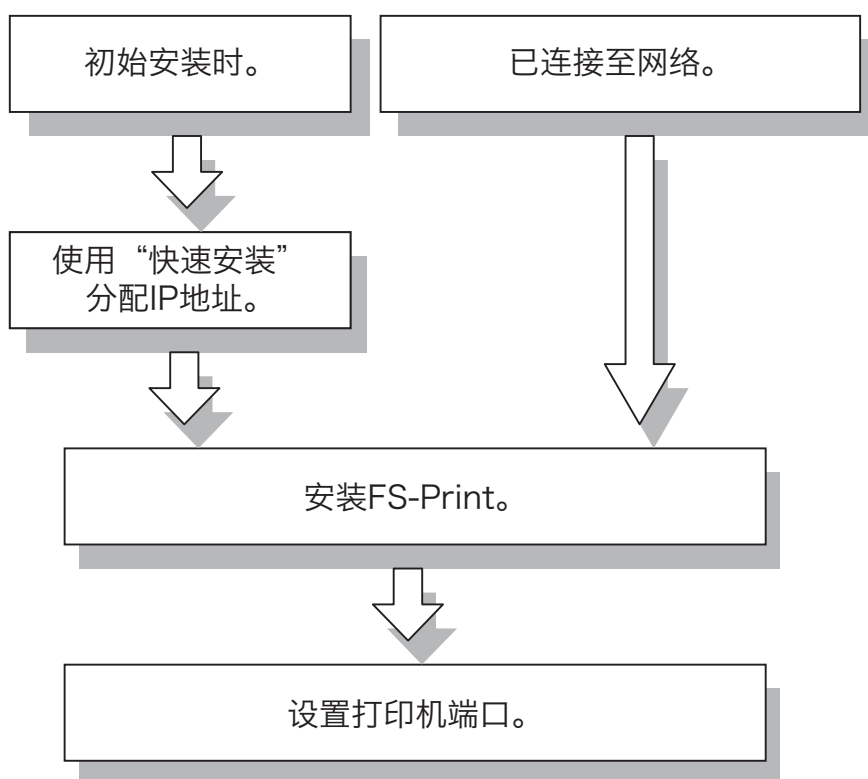 初始安装时。
已连接至网络。
使用“快速安装”
分配IP地址。
安装FS-Print。
设置打印机端口。